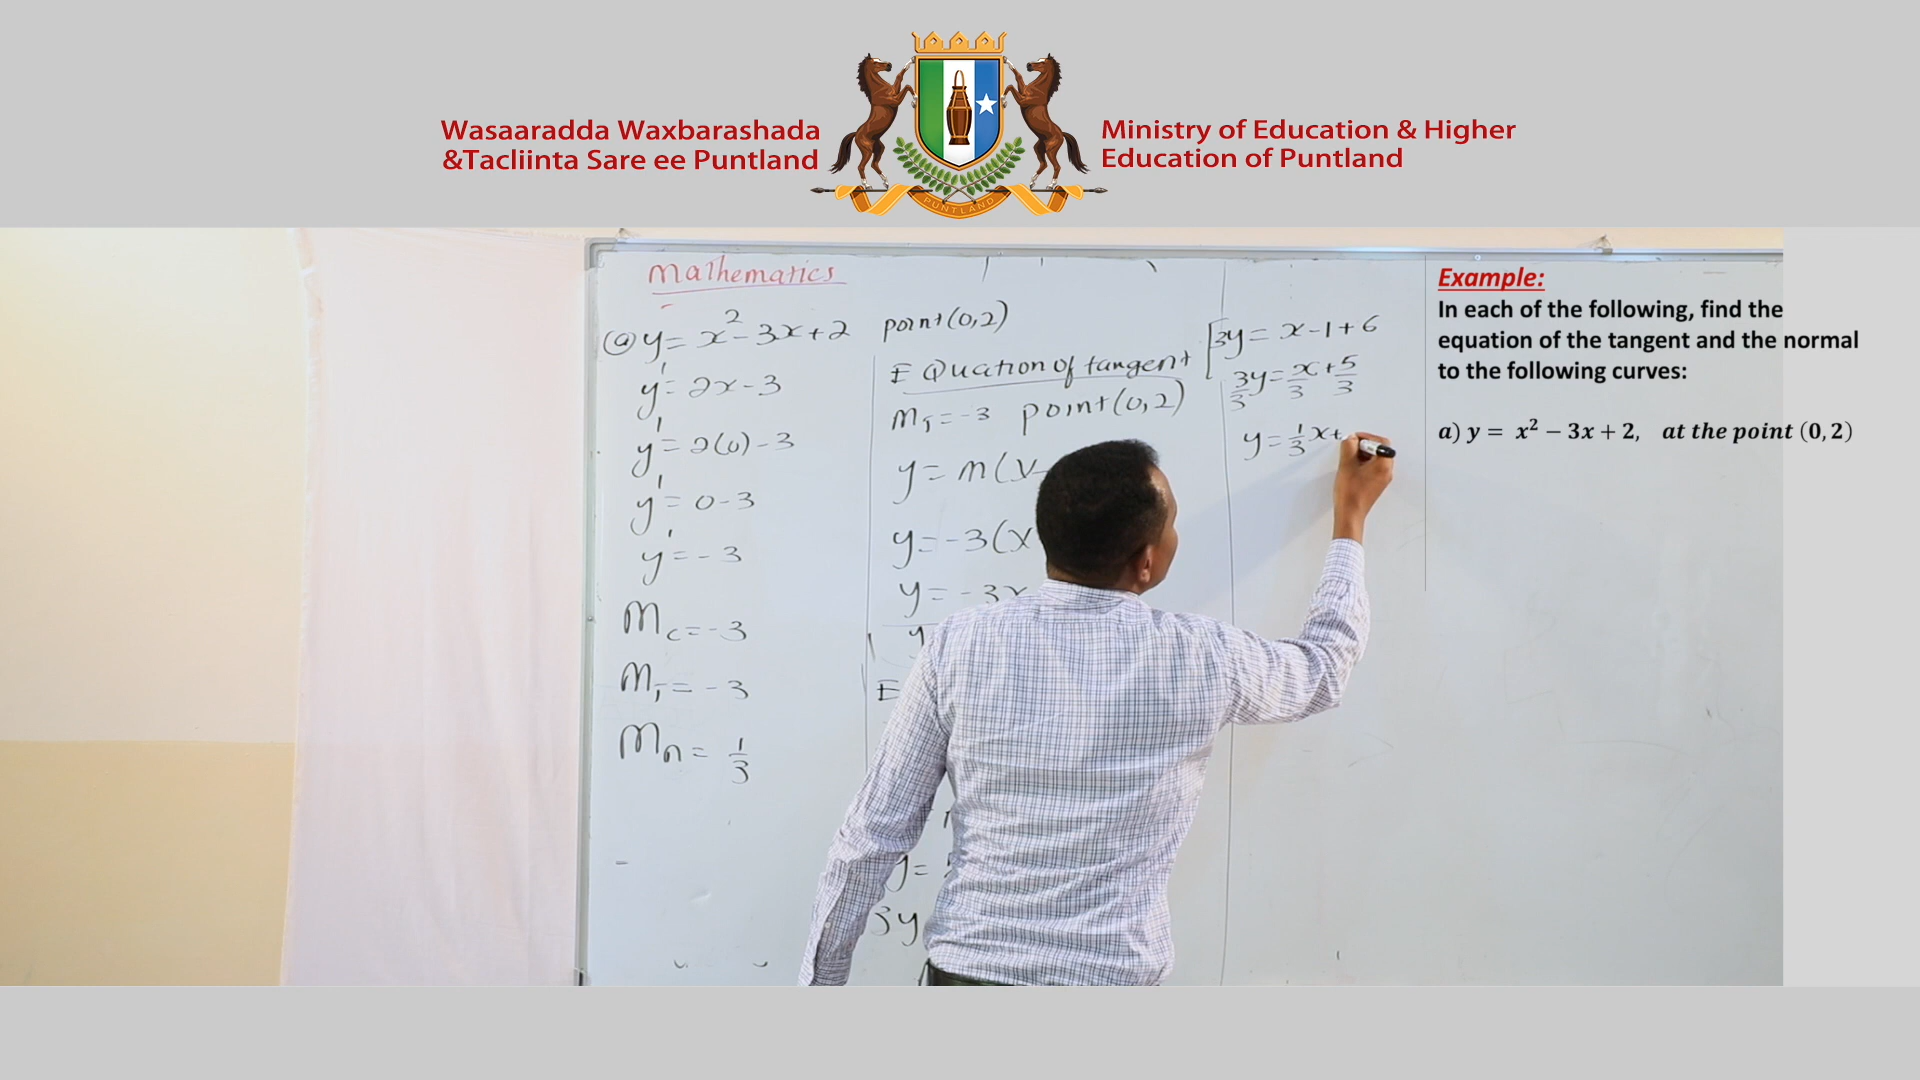 Wasaaradda Waxbarashada
&Tacliinta Sare ee Puntland
PUNTLAND
Ministry of Education & Higher
Education of Puntland
Mathematics
(a) y = x² - 3x + 2
y' = 2x - 3
y' = 2(0) - 3
y' = 0 - 3
y' = -3
Mc = -3
MT = -3
Mn = 1/3
point (0,2)
EQuation of tangent
MT = -3 point (0,2)
y = m(x
y = -3(x
y = -3x
y
E
y =
3y
3y = x - 1 + 6
3y/3 = x/3 + 5/3
y = 1/3 x +
Example:
In each of the following, find the
equation of the tangent and the normal
to the following curves:
a) y = x² − 3x + 2, at the point (0, 2)